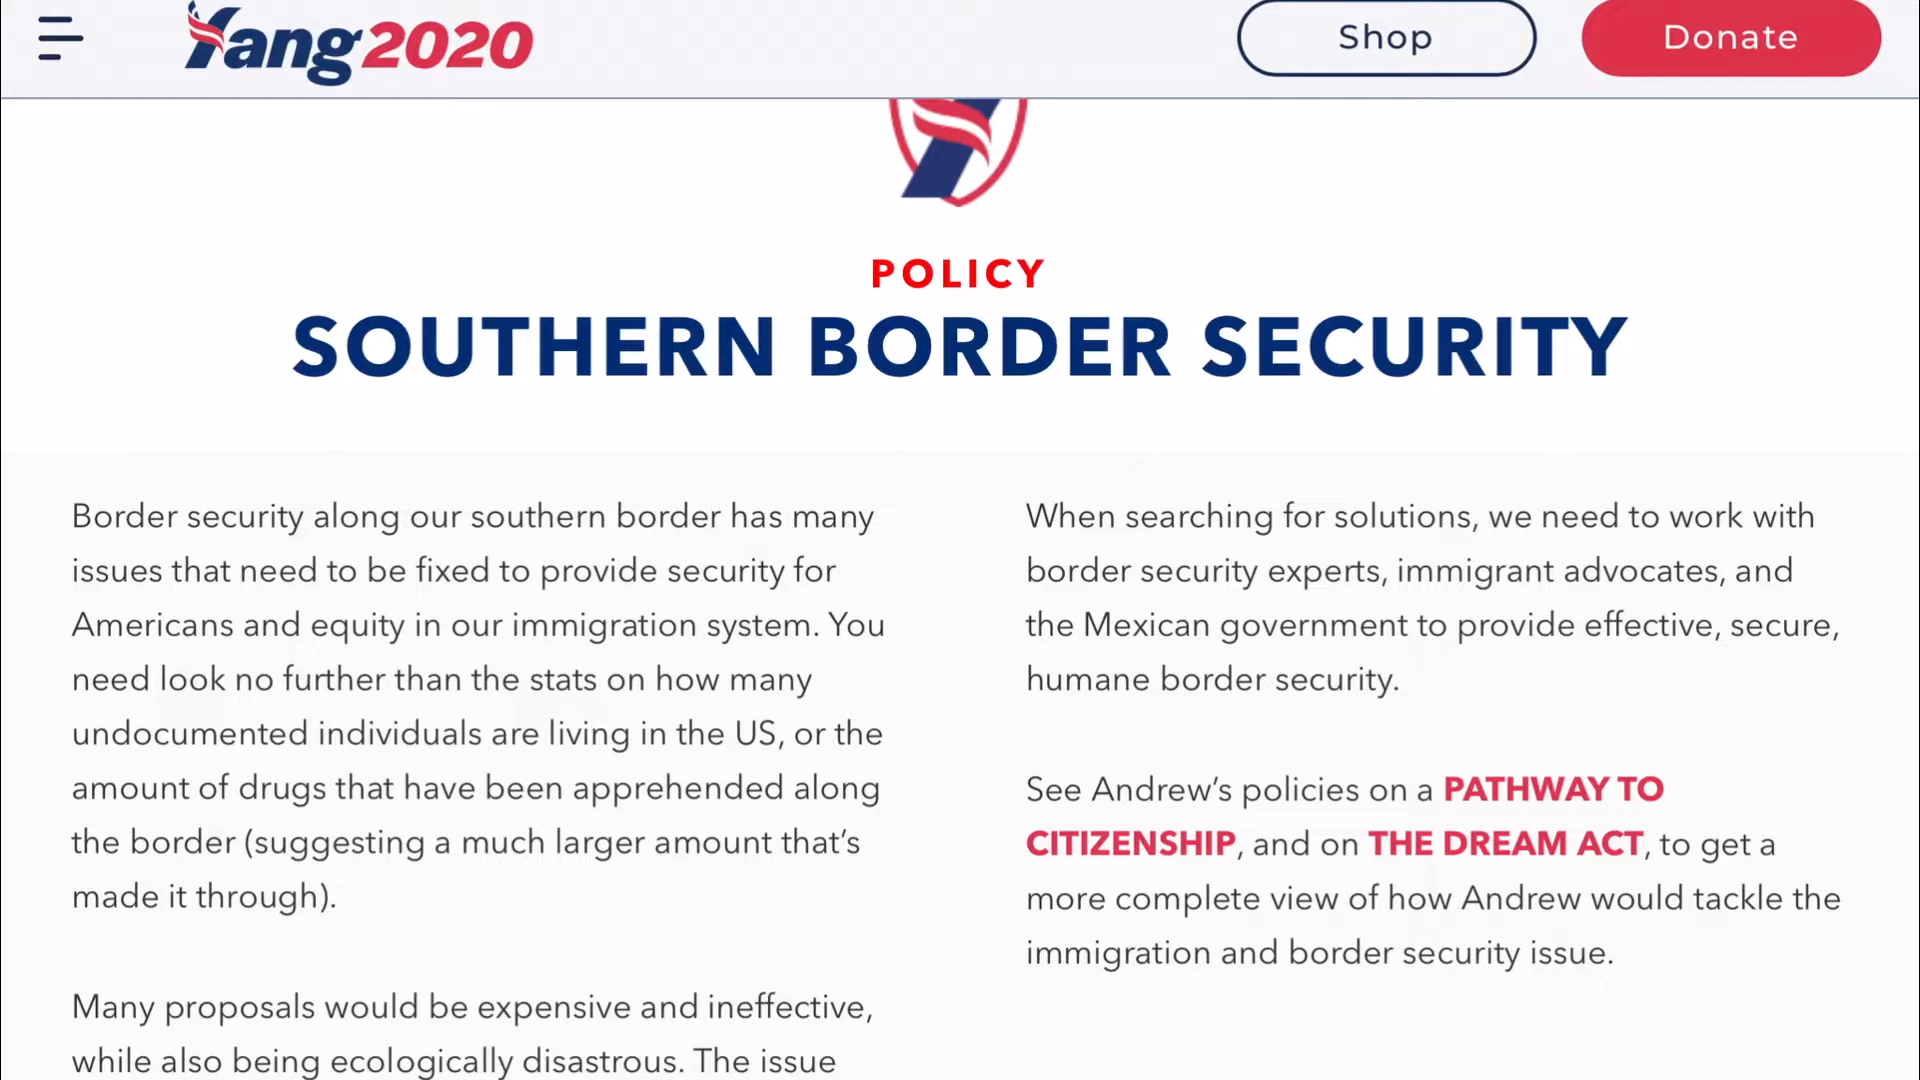 Yang2020
Shop
Donate
POLICY
SOUTHERN BORDER SECURITY
Border security along our southern border has many
issues that need to be fixed to provide security for
Americans and equity in our immigration system. You
need look no further than the stats on how many
undocumented individuals are living in the US, or the
amount of drugs that have been apprehended along
the border (suggesting a much larger amount that’s
made it through).
Many proposals would be expensive and ineffective,
while also being ecologically disastrous. The issue
When searching for solutions, we need to work with
border security experts, immigrant advocates, and
the Mexican government to provide effective, secure,
humane border security.
See Andrew’s policies on a PATHWAY TO
CITIZENSHIP, and on THE DREAM ACT, to get a
more complete view of how Andrew would tackle the
immigration and border security issue.